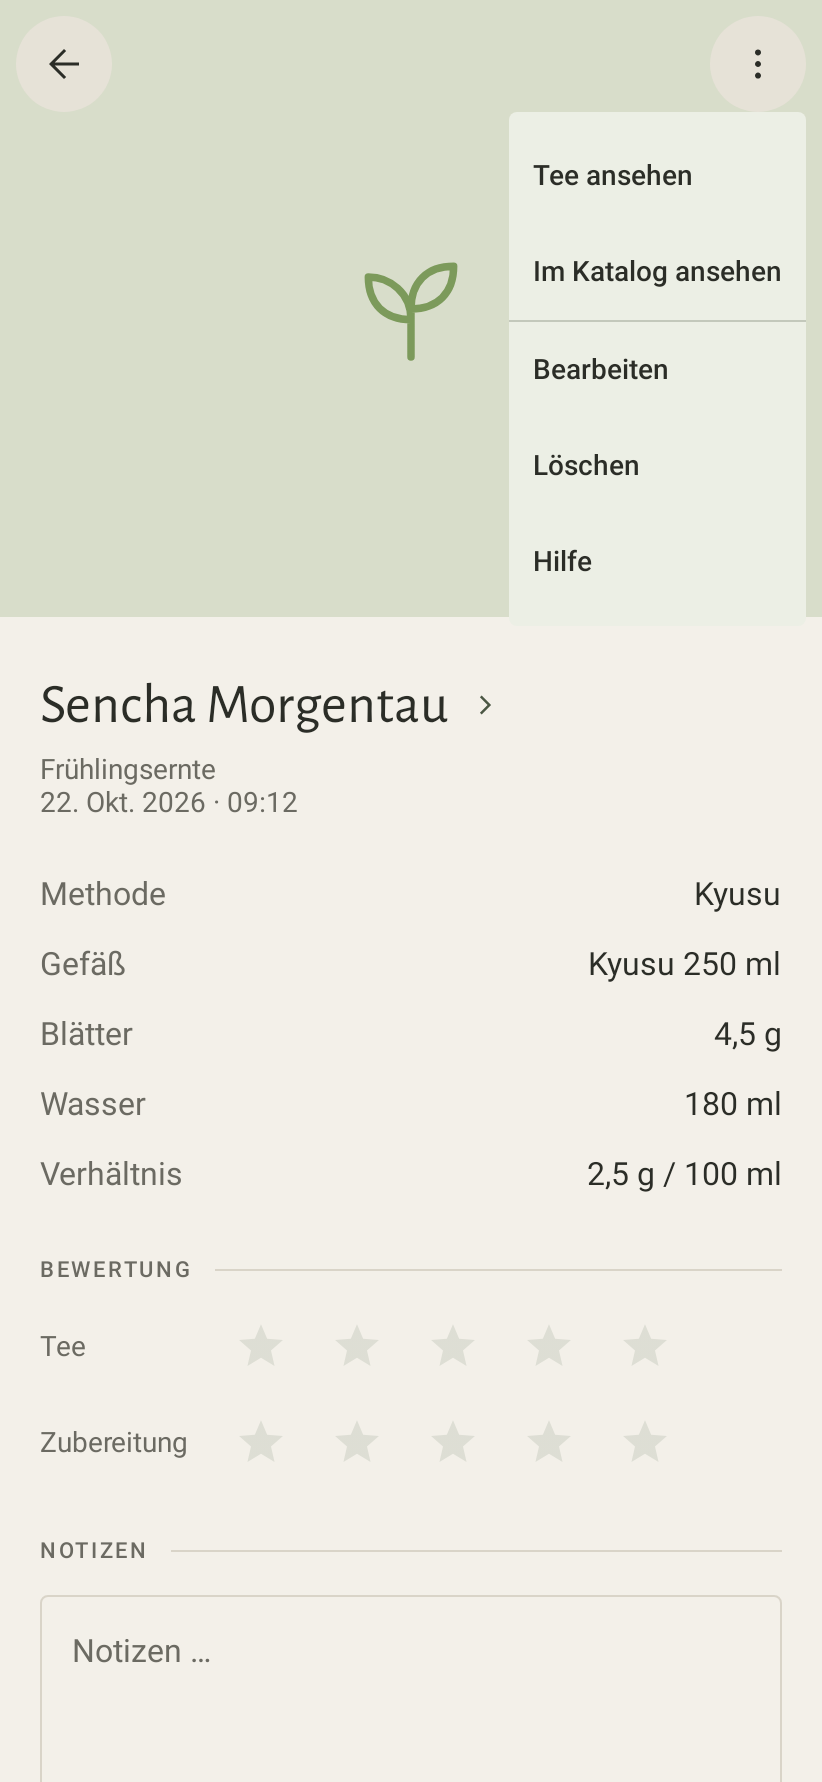 Tee ansehen
Im Katalog ansehen
Bearbeiten
Löschen
Hilfe
Sencha Morgentau
Frühlingsernte
22. Okt. 2026 · 09:12
Methode Kyusu
Gefäß Kyusu 250 ml
Blätter 4,5 g
Wasser 180 ml
Verhältnis 2,5 g / 100 ml
BEWERTUNG
Tee
Zubereitung
NOTIZEN
Notizen …